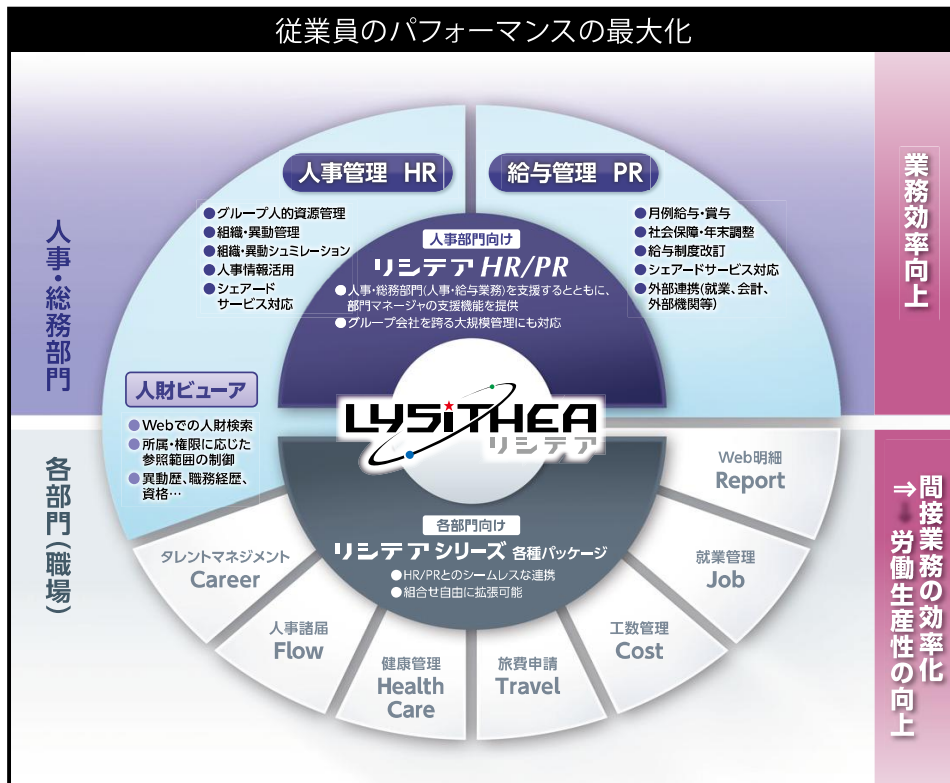 従業員のパフォーマンスの最大化
人事・総務部門
各部門(職場)
業務効率向上
間接業務の効率化
⇒労働生産性の向上
人事管理 HR
●グループ人的資源管理
●組織・異動管理
●組織・異動シュミレーション
●人事情報活用
●シェアード
サービス対応
給与管理 PR
●月例給与・賞与
●社会保障・年末調整
●給与制度改訂
●シェアードサービス対応
●外部連携(就業、会計、
外部機関等)
人事部門向け
リシテア HR/PR
●人事・総務部門(人事・給与業務)を支援するとともに、
部門マネージャの支援機能を提供
●グループ会社を跨る大規模管理にも対応
人財ビューア
●Webでの人財検索
●所属・権限に応じた
参照範囲の制御
●異動歴、職務経歴、
資格…
LYSiTHEA
リシテア
各部門向け
リシテアシリーズ 各種パッケージ
●HR/PRとのシームレスな連携
●組合せ自由に拡張可能
タレントマネジメント
Career
人事諸届
Flow
健康管理
Health
Care
旅費申請
Travel
工数管理
Cost
就業管理
Job
Web明細
Report